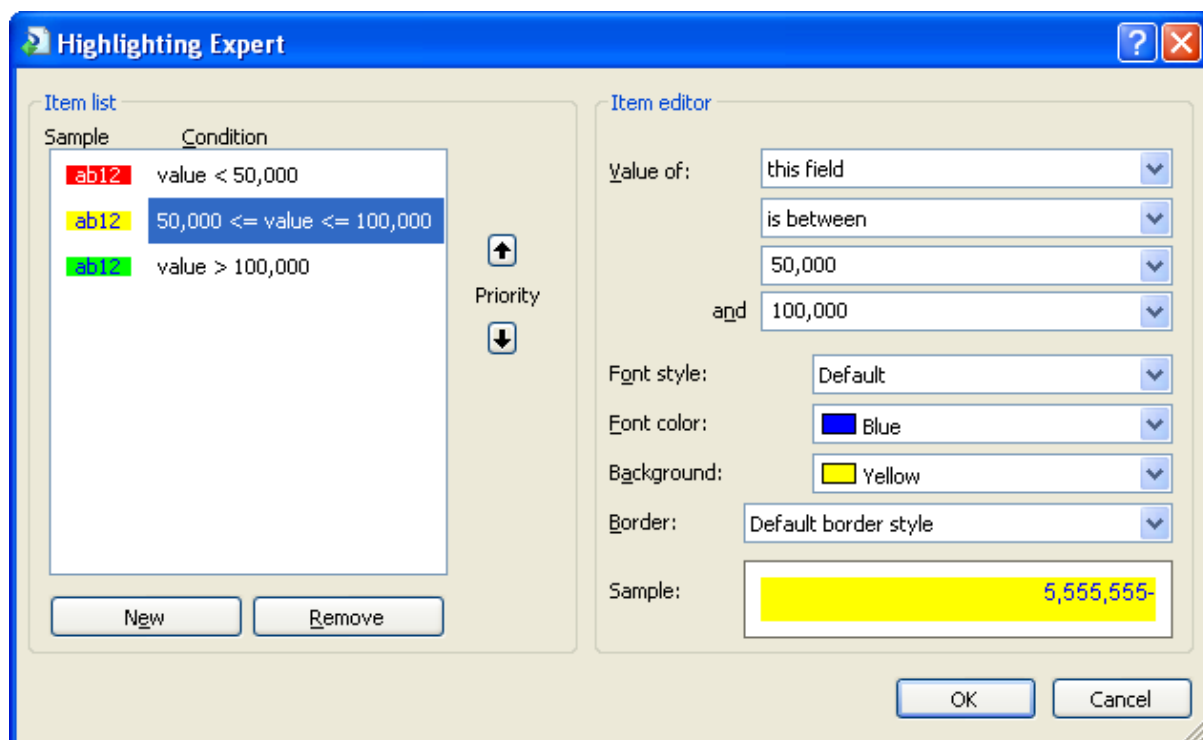 Highlighting Expert
Item list
Sample Condition
ab12 value < 50,000
ab12 50,000 <= value <= 100,000
ab12 value > 100,000
Priority
New Remove
Item editor
Value of: this field
is between
50,000
and 100,000
Font style: Default
Font color: Blue
Background: Yellow
Border: Default border style
Sample: 5,555,555-
OK Cancel